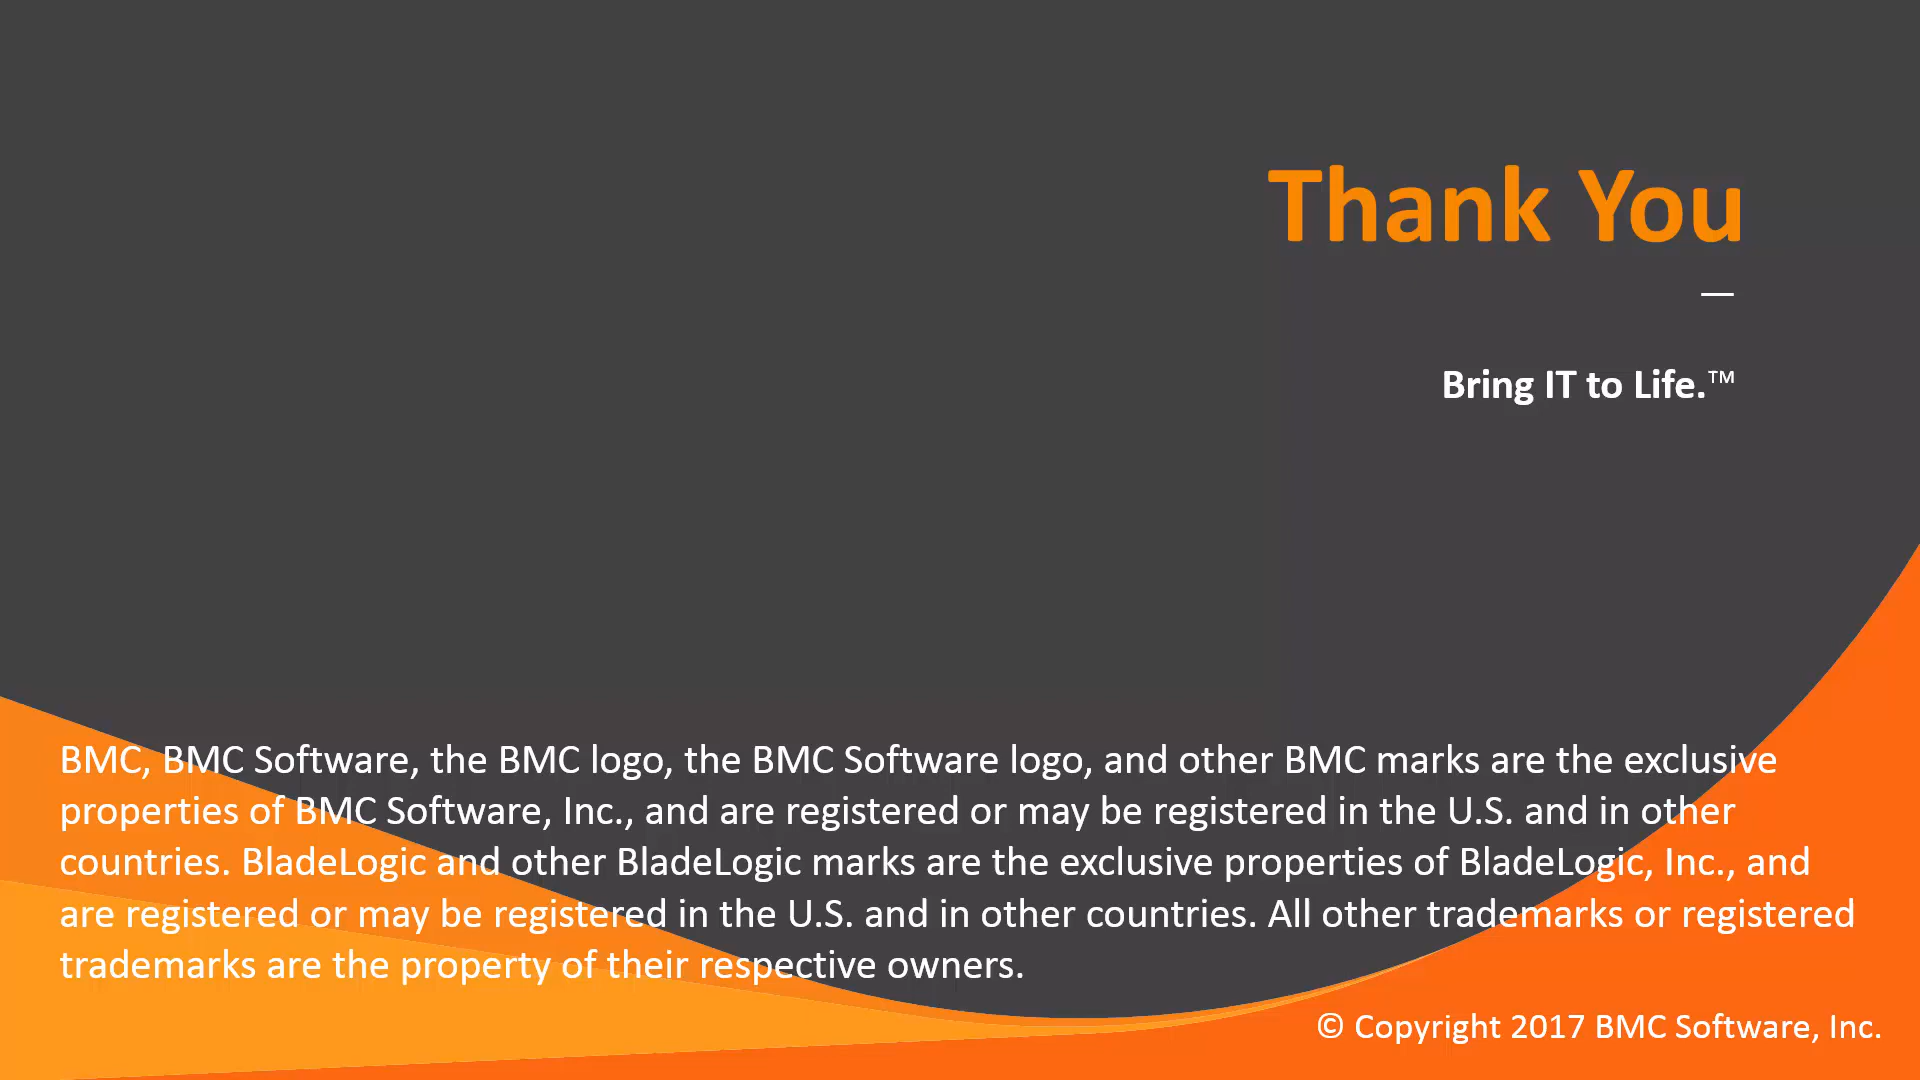 Thank You
Bring IT to Life.™
BMC, BMC Software, the BMC logo, the BMC Software logo, and other BMC marks are the exclusive
properties of BMC Software, Inc., and are registered or may be registered in the U.S. and in other
countries. BladeLogic and other BladeLogic marks are the exclusive properties of BladeLogic, Inc., and
are registered or may be registered in the U.S. and in other countries. All other trademarks or registered
trademarks are the property of their respective owners.
© Copyright 2017 BMC Software, Inc.